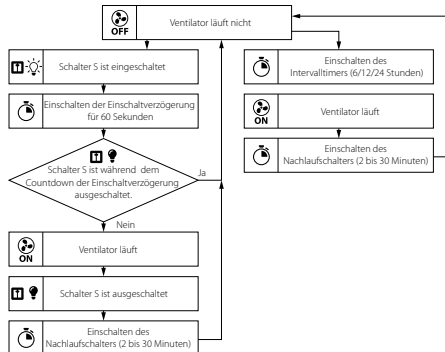 OFF
Ventilator läuft nicht
Schalter S ist eingeschaltet
Einschalten der Einschaltverzögerung
für 60 Sekunden
Schalter S ist während dem
Countdown der Einschaltverzögerung
ausgeschaltet.
Ja
Nein
ON
Ventilator läuft
Schalter S ist ausgeschaltet
Einschalten des
Nachlaufschalters (2 bis 30 Minuten)
Einschalten des
Intervalltimers (6/12/24 Stunden)
ON
Ventilator läuft
Einschalten des
Nachlaufschalters (2 bis 30 Minuten)